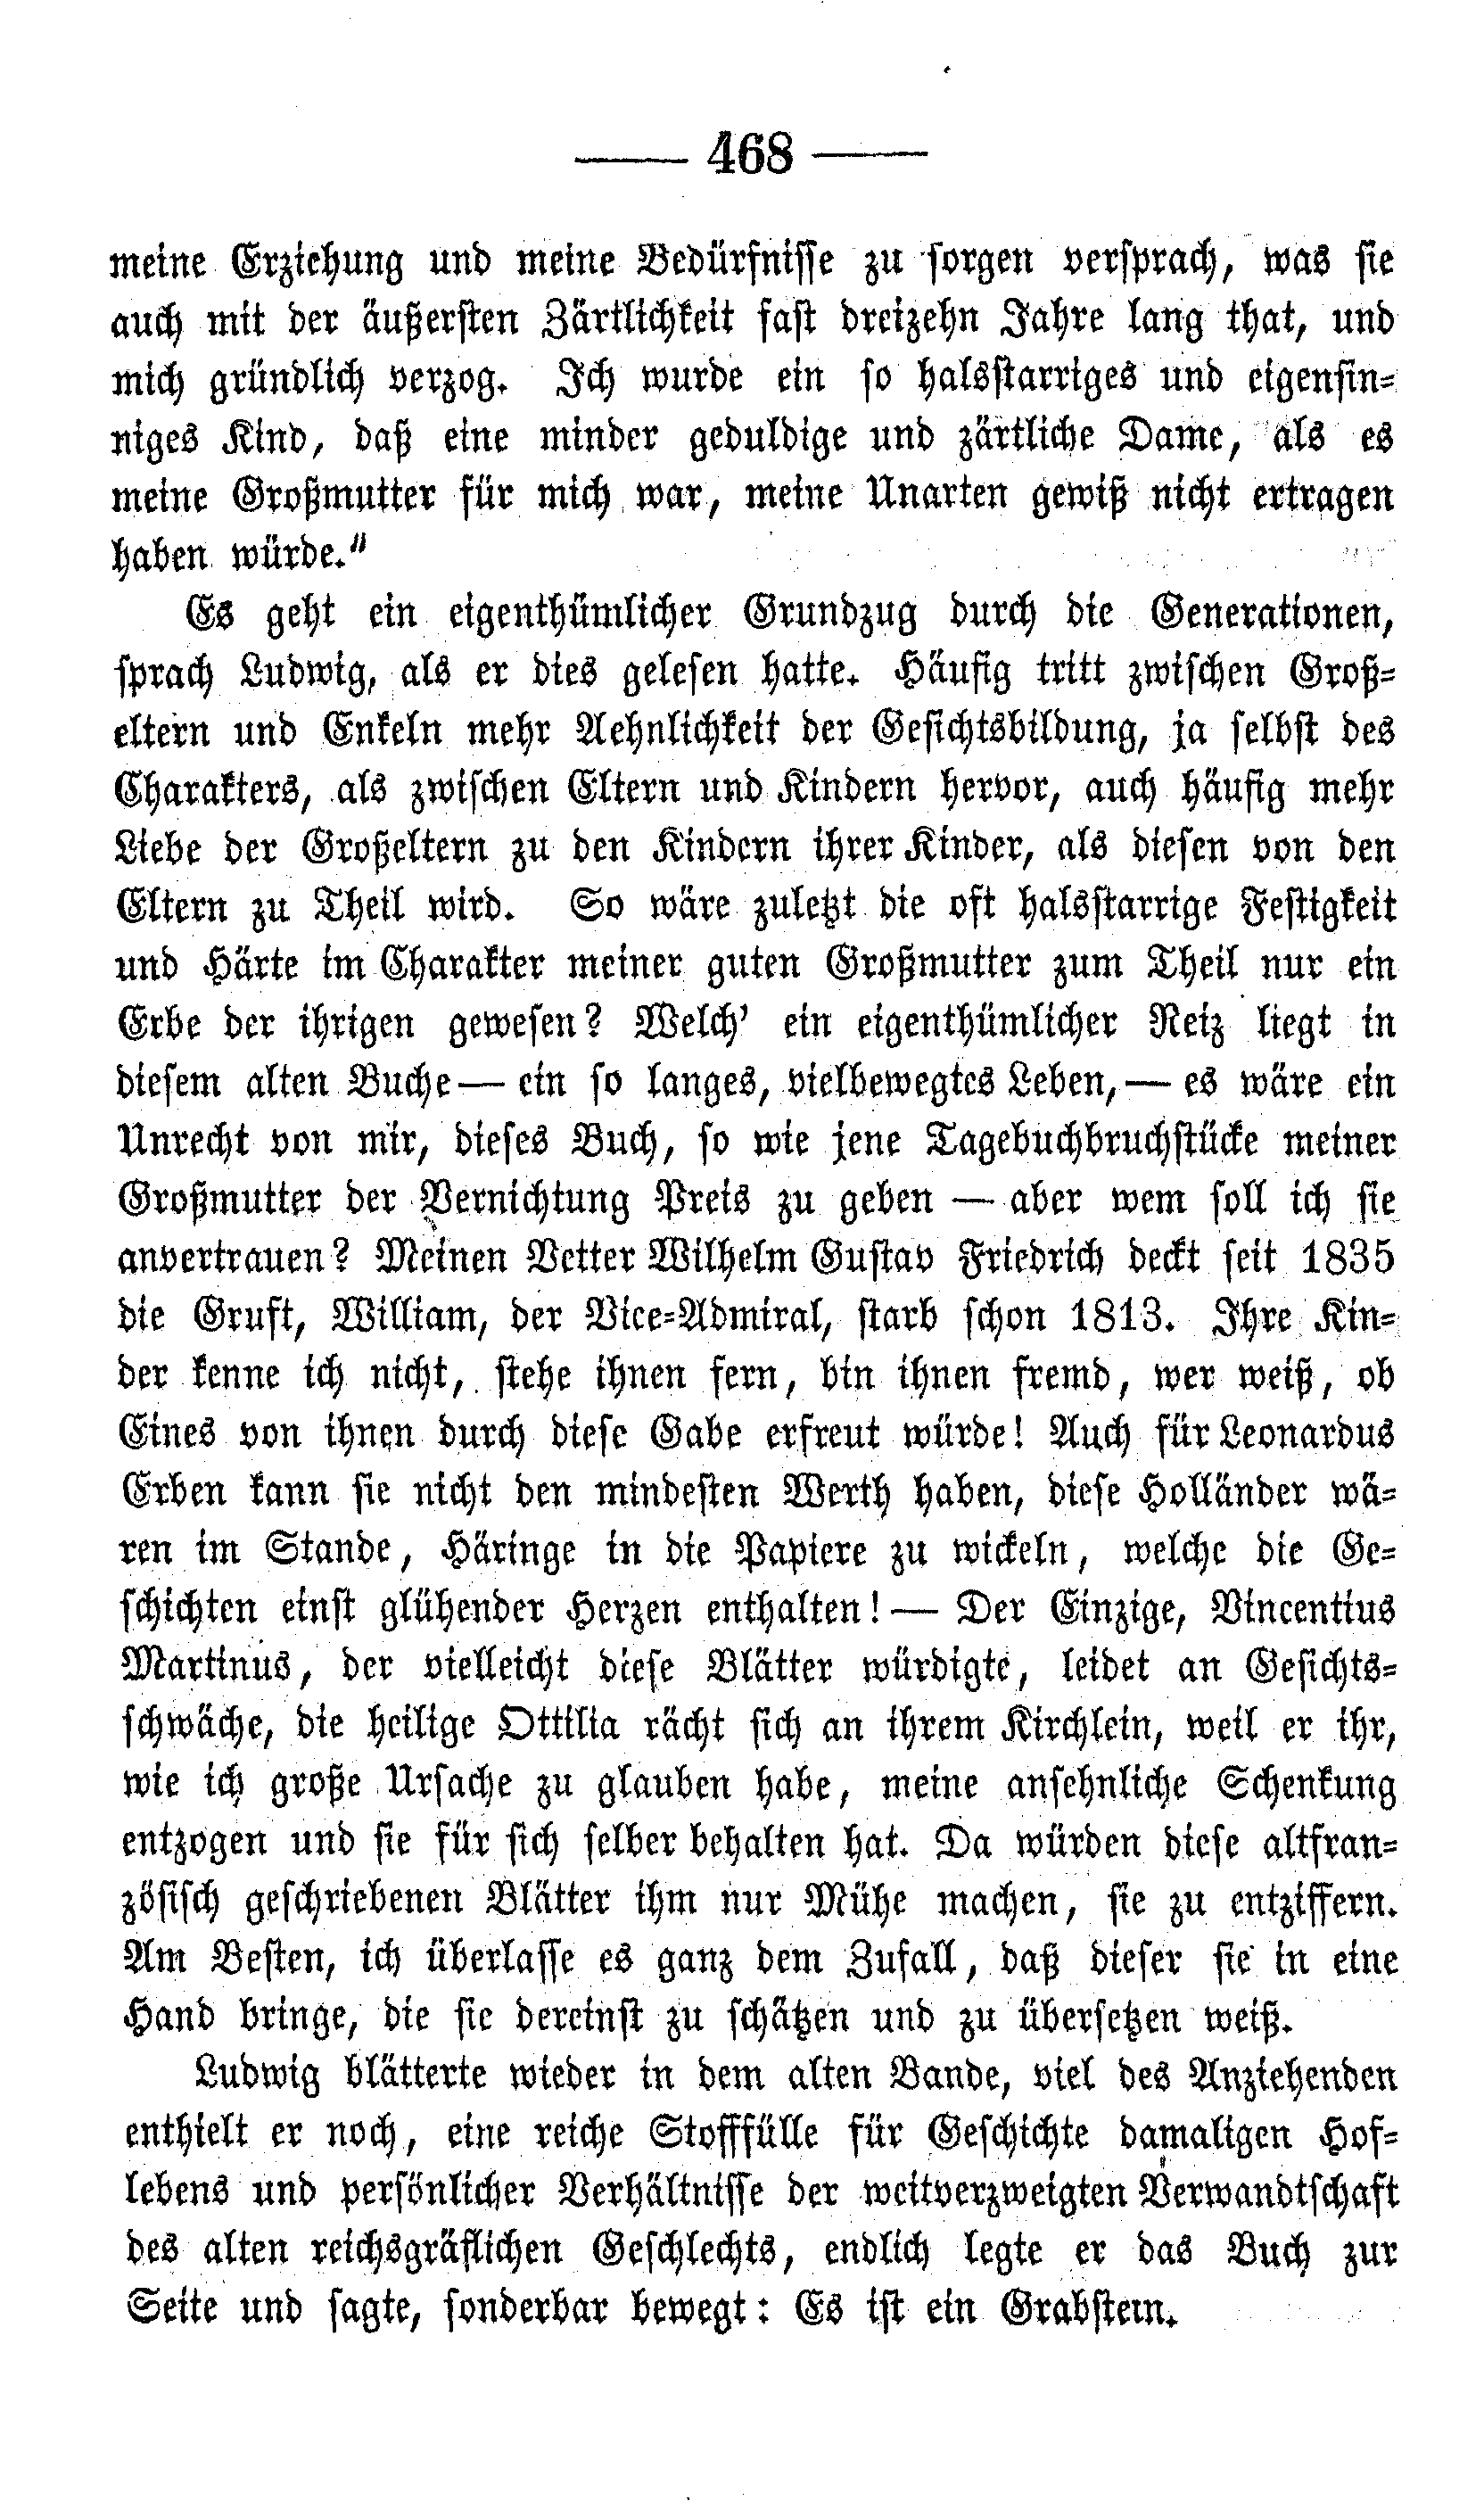 — 468 —
meine Erziehung und meine Bedürfnisse zu sorgen versprach, was sie
auch mit der äußersten Zärtlichkeit fast dreizehn Jahre lang that, und
mich gründlich verzog. Ich wurde ein so halsstarriges und eigensin-
niges Kind, daß eine minder geduldige und zärtliche Dame, als es
meine Großmutter für mich war, meine Unarten gewiß nicht ertragen
haben würde."
Es geht ein eigenthümlicher Grundzug durch die Generationen,
sprach Ludwig, als er dies gelesen hatte. Häufig tritt zwischen Groß-
eltern und Enkeln mehr Aehnlichkeit der Gesichtsbildung, ja selbst des
Charakters, als zwischen Eltern und Kindern hervor, auch häufig mehr
Liebe der Großeltern zu den Kindern ihrer Kinder, als diesen von den
Eltern zu Theil wird. So wäre zuletzt die oft halsstarrige Festigkeit
und Härte im Charakter meiner guten Großmutter zum Theil nur ein
Erbe der ihrigen gewesen? Welch' ein eigenthümlicher Reiz liegt in
diesem alten Buche — ein so langes, vielbewegtes Leben, — es wäre ein
Unrecht von mir, dieses Buch, so wie jene Tagebuchbruchstücke meiner
Großmutter der Vernichtung Preis zu geben — aber wem soll ich sie
anvertrauen? Meinen Vetter Wilhelm Gustav Friedrich deckt seit 1835
die Gruft, William, der Vice-Admiral, starb schon 1813. Ihre Kin-
der kenne ich nicht, stehe ihnen fern, bin ihnen fremd, wer weiß, ob
Eines von ihnen durch diese Gabe erfreut würde! Auch für Leonardus
Erben kann sie nicht den mindesten Werth haben, diese Holländer wä-
ren im Stande, Häringe in die Papiere zu wickeln, welche die Ge-
schichten einst glühender Herzen enthalten! — Der Einzige, Vincentius
Martinus, der vielleicht diese Blätter würdigte, leidet an Gesichts-
schwäche, die heilige Ottilia rächt sich an ihrem Kirchlein, weil er ihr,
wie ich große Ursache zu glauben habe, meine ansehnliche Schenkung
entzogen und sie für sich selber behalten hat. Da würden diese altfran-
zösisch geschriebenen Blätter ihm nur Mühe machen, sie zu entziffern.
Am Besten, ich überlasse es ganz dem Zufall, daß dieser sie in eine
Hand bringe, die sie dereinst zu schätzen und zu übersetzen weiß.
Ludwig blätterte wieder in dem alten Bande, viel des Anziehenden
enthielt er noch, eine reiche Stofffülle für Geschichte damaligen Hof-
lebens und persönlicher Verhältnisse der weitverzweigten Verwandtschaft
des alten reichsgräflichen Geschlechts, endlich legte er das Buch zur
Seite und sagte, sonderbar bewegt: Es ist ein Grabstein.